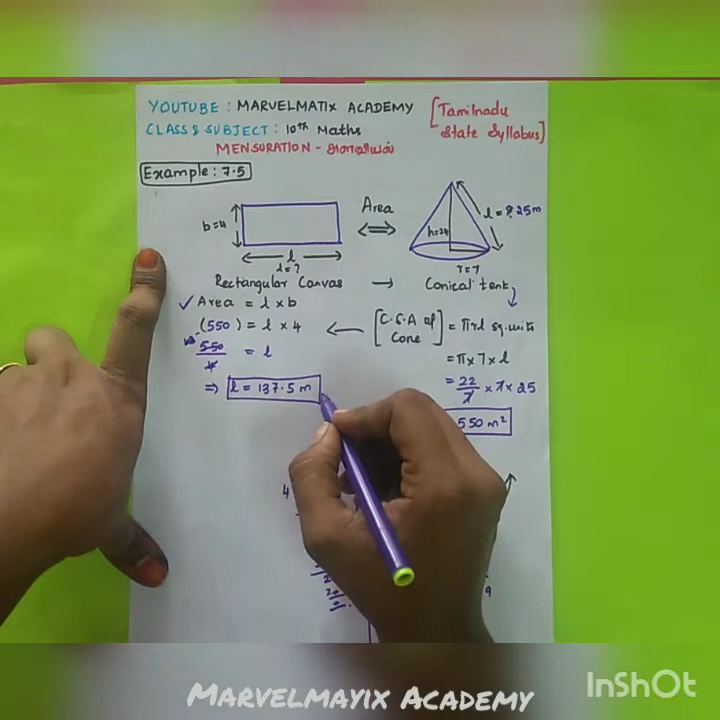 YOUTUBE : MARVELMATIX ACADEMY
[Tamilnadu State Syllabus]
CLASS & SUBJECT : 10th Maths
MENSURATION - அளவியல்
Example : 7.5
b=4
l
l=?
Area
h=24
r=7
l=? 25m
Rectangular Canvas → Conical tent
✓ Area = l x b
(550) = l x 4
550/4 = l
⇒ l = 137.5 m
[C.S.A of Cone] = πrl sq.units
= π x 7 x l
= 22/7 x 7 x 25
550 m²
4
MARVELMAYIX ACADEMY
InShOt